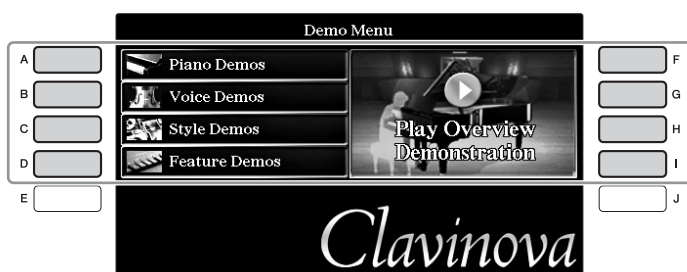 Demo Menu
A
Piano Demos
F
B
Voice Demos
G
C
Style Demos
Play Overview
H
D
Feature Demos
Demonstration
I
E
J
Clavinova